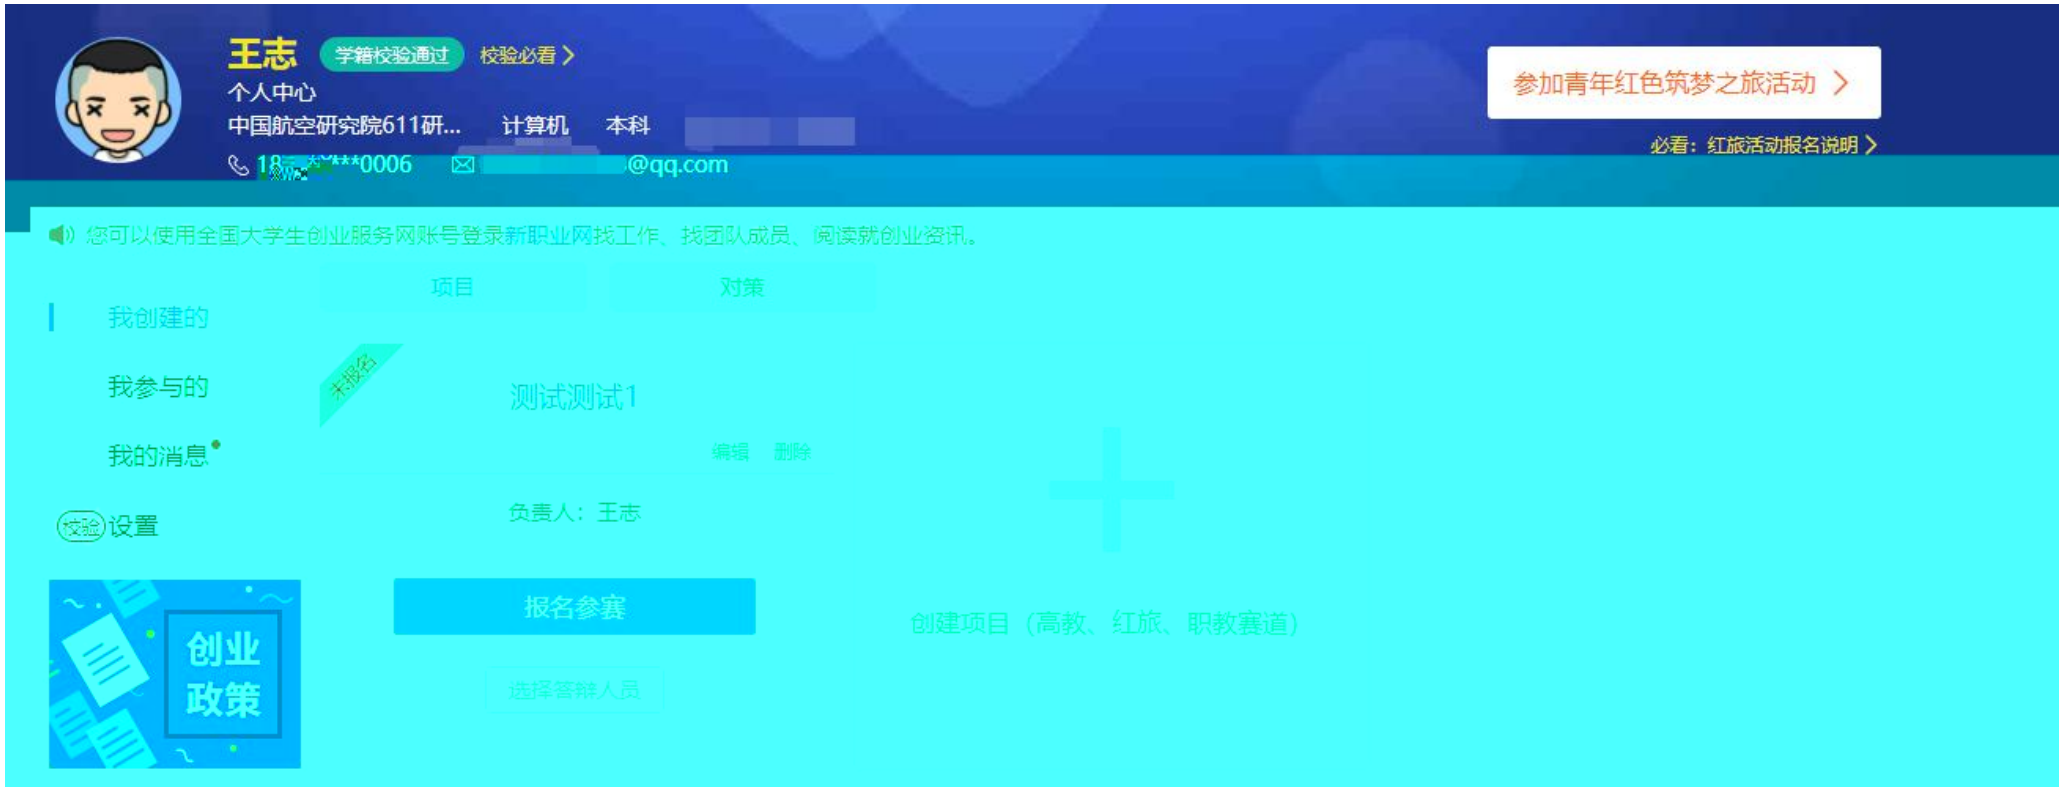 王志 学籍校验通过 校验必看 >
个人中心
中国航空研究院611研... 计算机 本科
***0006 @qq.com
参加青年红色筑梦之旅活动 >
必看：红旅活动报名说明 >
您可以使用全国大学生创业服务网账号登录新职业网找工作、找团队成员、阅读就创业资讯。
项目 对策
我创建的
我参与的
我的消息
校验 设置
未报名
测试测试1
编辑 删除
负责人：王志
报名参赛
选择答辩人员
创建项目（高教、红旅、职教赛道）
创业
政策